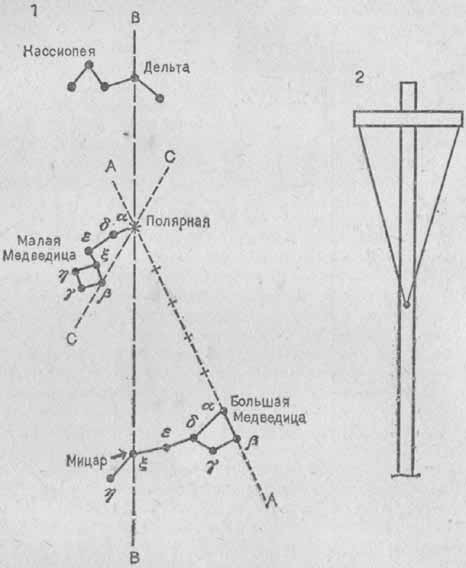 1
В
Кассиопея
Дельта
2
А
С
δ α
Полярная
Малая
Медведица
ε
ξ
η
γ
β
С
Большая
Медведица
α
δ
ε
β
Мицар
ξ
γ
η
А
В